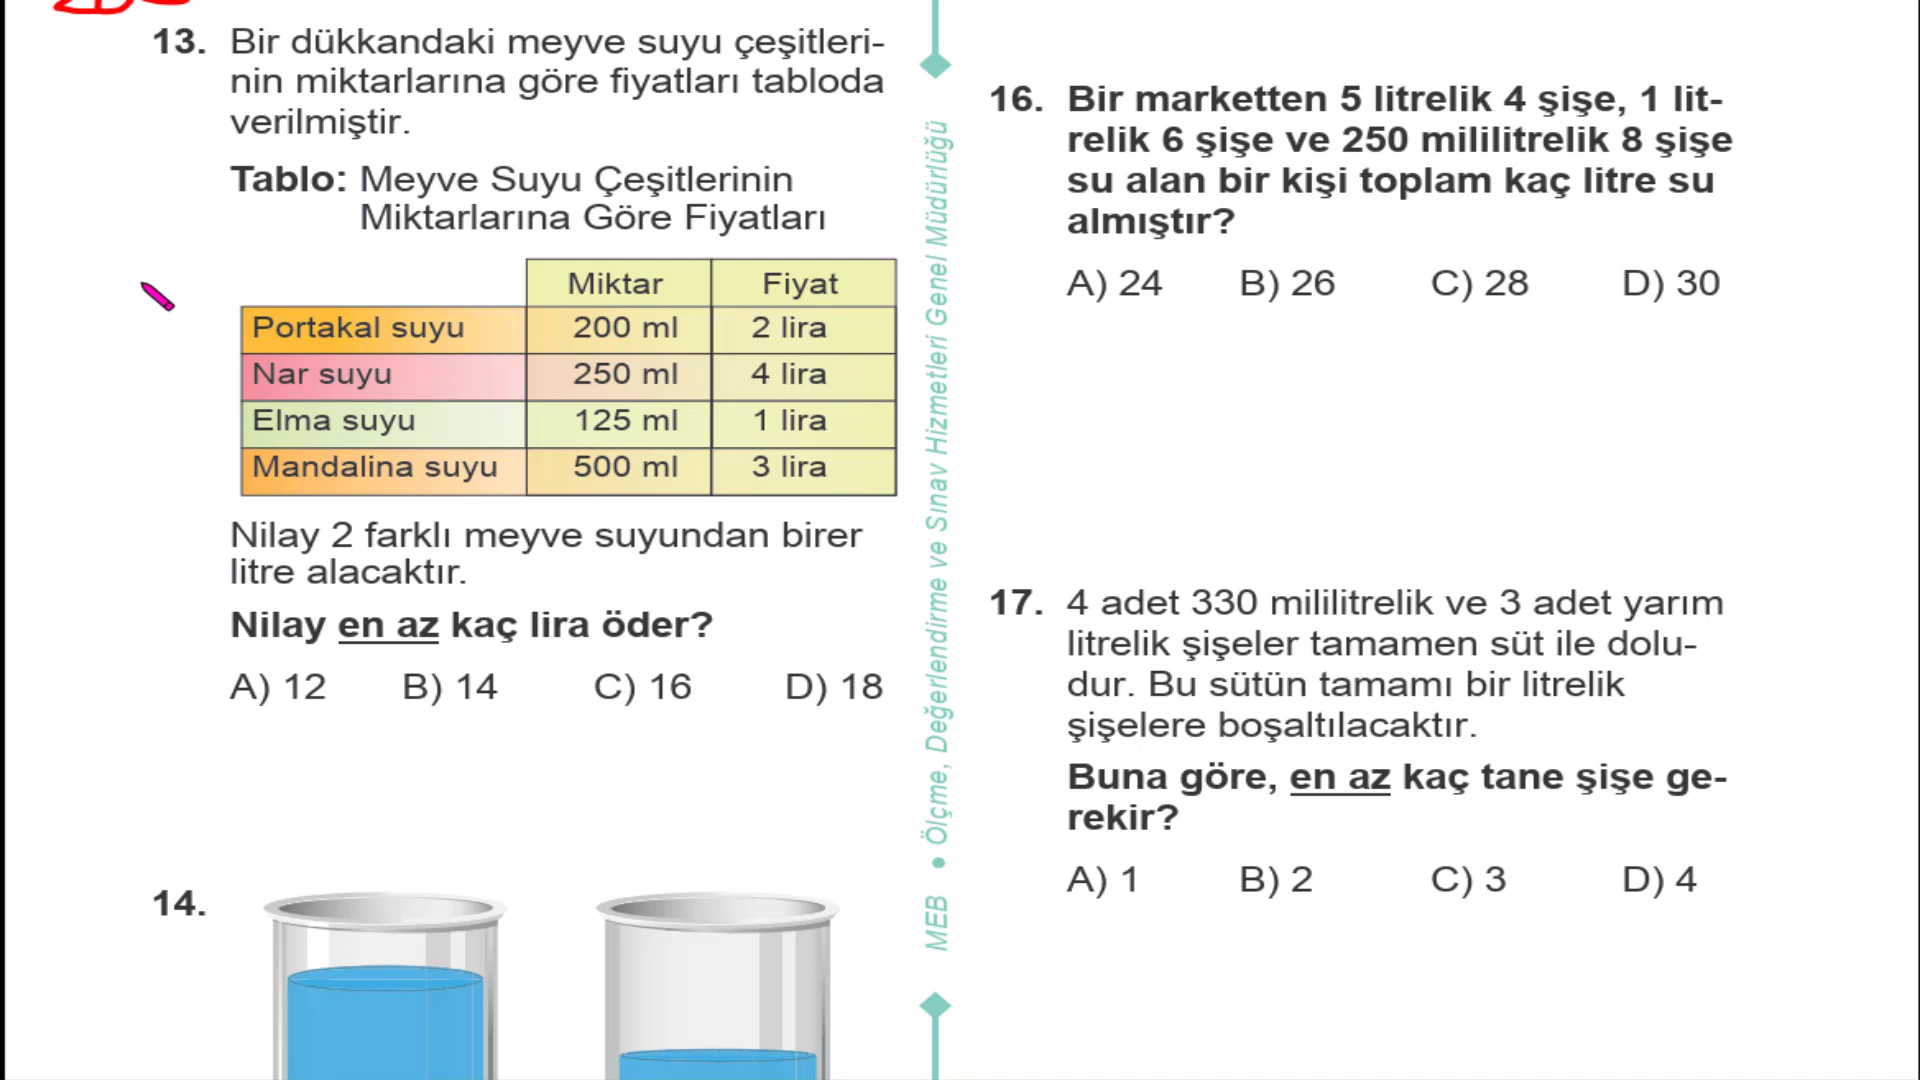 13. Bir dükkandaki meyve suyu çeşitleri-
nin miktarlarına göre fiyatları tabloda
verilmiştir.
Tablo: Meyve Suyu Çeşitlerinin
Miktarlarına Göre Fiyatları
Miktar Fiyat
Portakal suyu 200 ml 2 lira
Nar suyu 250 ml 4 lira
Elma suyu 125 ml 1 lira
Mandalina suyu 500 ml 3 lira
Nilay 2 farklı meyve suyundan birer
litre alacaktır.
Nilay en az kaç lira öder?
A) 12 B) 14 C) 16 D) 18
14.
MEB • Ölçme, Değerlendirme ve Sınav Hizmetleri Genel Müdürlüğü
16. Bir marketten 5 litrelik 4 şişe, 1 lit-
relik 6 şişe ve 250 mililitrelik 8 şişe
su alan bir kişi toplam kaç litre su
almıştır?
A) 24 B) 26 C) 28 D) 30
17. 4 adet 330 mililitrelik ve 3 adet yarım
litrelik şişeler tamamen süt ile dolu-
dur. Bu sütün tamamı bir litrelik
şişelere boşaltılacaktır.
Buna göre, en az kaç tane şişe ge-
rekir?
A) 1 B) 2 C) 3 D) 4